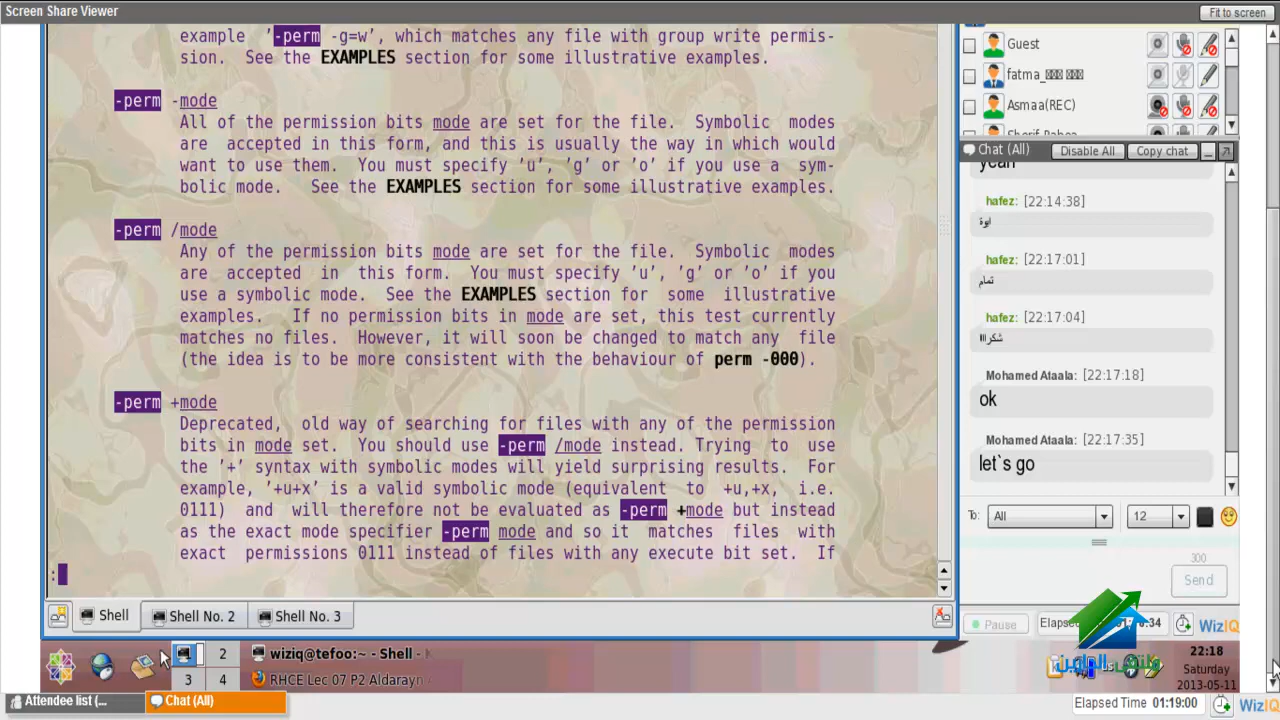 Screen Share Viewer
Fit to screen
example '-perm -g=w', which matches any file with group write permis-
sion. See the EXAMPLES section for some illustrative examples.
-perm -mode
All of the permission bits mode are set for the file. Symbolic modes
are accepted in this form, and this is usually the way in which would
want to use them. You must specify 'u', 'g' or 'o' if you use a sym-
bolic mode. See the EXAMPLES section for some illustrative examples.
-perm /mode
Any of the permission bits mode are set for the file. Symbolic modes
are accepted in this form. You must specify 'u', 'g' or 'o' if you
use a symbolic mode. See the EXAMPLES section for some illustrative
examples. If no permission bits in mode are set, this test currently
matches no files. However, it will soon be changed to match any file
(the idea is to be more consistent with the behaviour of perm -000).
-perm +mode
Deprecated, old way of searching for files with any of the permission
bits in mode set. You should use -perm /mode instead. Trying to use
the '+' syntax with symbolic modes will yield surprising results. For
example, '+u+x' is a valid symbolic mode (equivalent to +u,+x, i.e.
0111) and will therefore not be evaluated as -perm +mode but instead
as the exact mode specifier -perm mode and so it matches files with
exact permissions 0111 instead of files with any execute bit set. If
:
Shell
Shell No. 2
Shell No. 3
2
3
4
wiziq@tefoo:~ - Shell -
RHCE Lec 07 P2 Aldarayn
Guest
fatma_
Asmaa(REC)
Chat (All)
Disable All
Copy chat
yeah
hafez: [22:14:38]
ايوة
hafez: [22:17:01]
تمام
hafez: [22:17:04]
شكرااا
Mohamed Ataala: [22:17:18]
ok
Mohamed Ataala: [22:17:35]
let`s go
To:
All
12
300
Send
Pause
WizIQ
ملتقى الدارين
22:18
Saturday
2013-05-11
Attendee list (...
Chat (All)
Elapsed Time 01:19:00
WizIQ